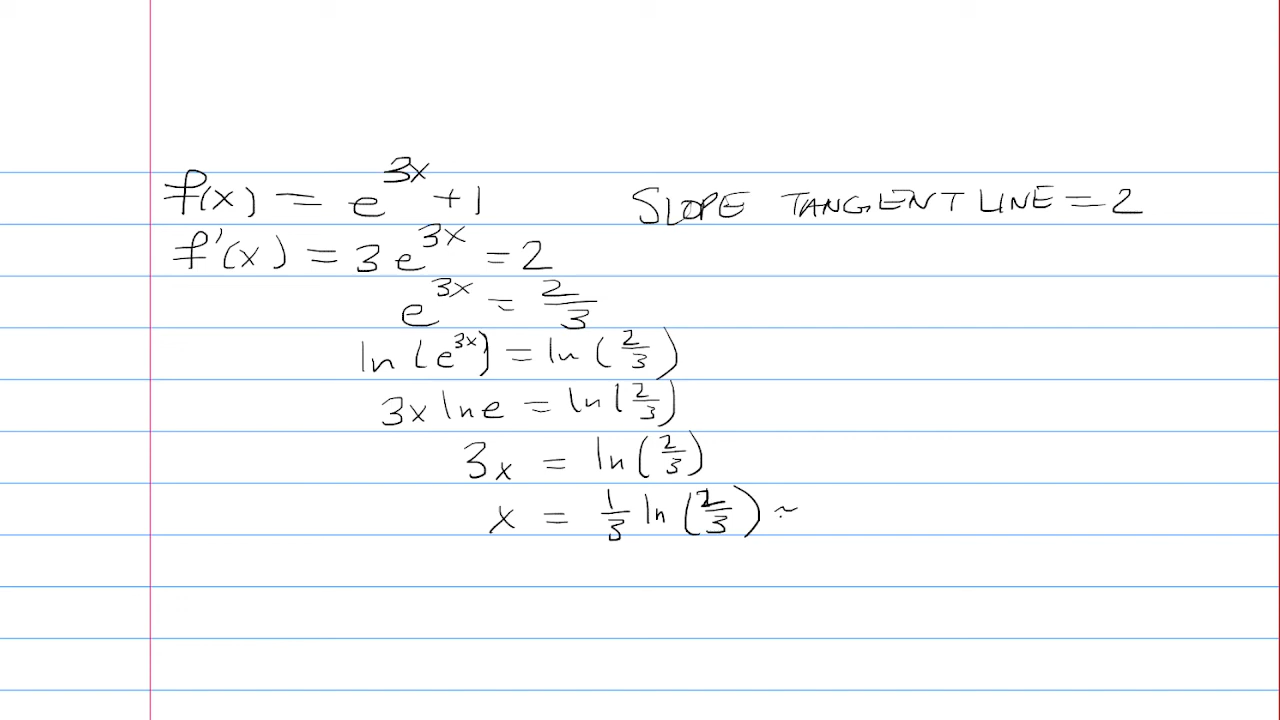 f(x) = e^{3x} + 1 SLOPE TANGENT LINE = 2
f'(x) = 3e^{3x} = 2
e^{3x} = 2/3
ln(e^{3x}) = ln(2/3)
3x ln e = ln(2/3)
3x = ln(2/3)
x = 1/3 ln(2/3) ~